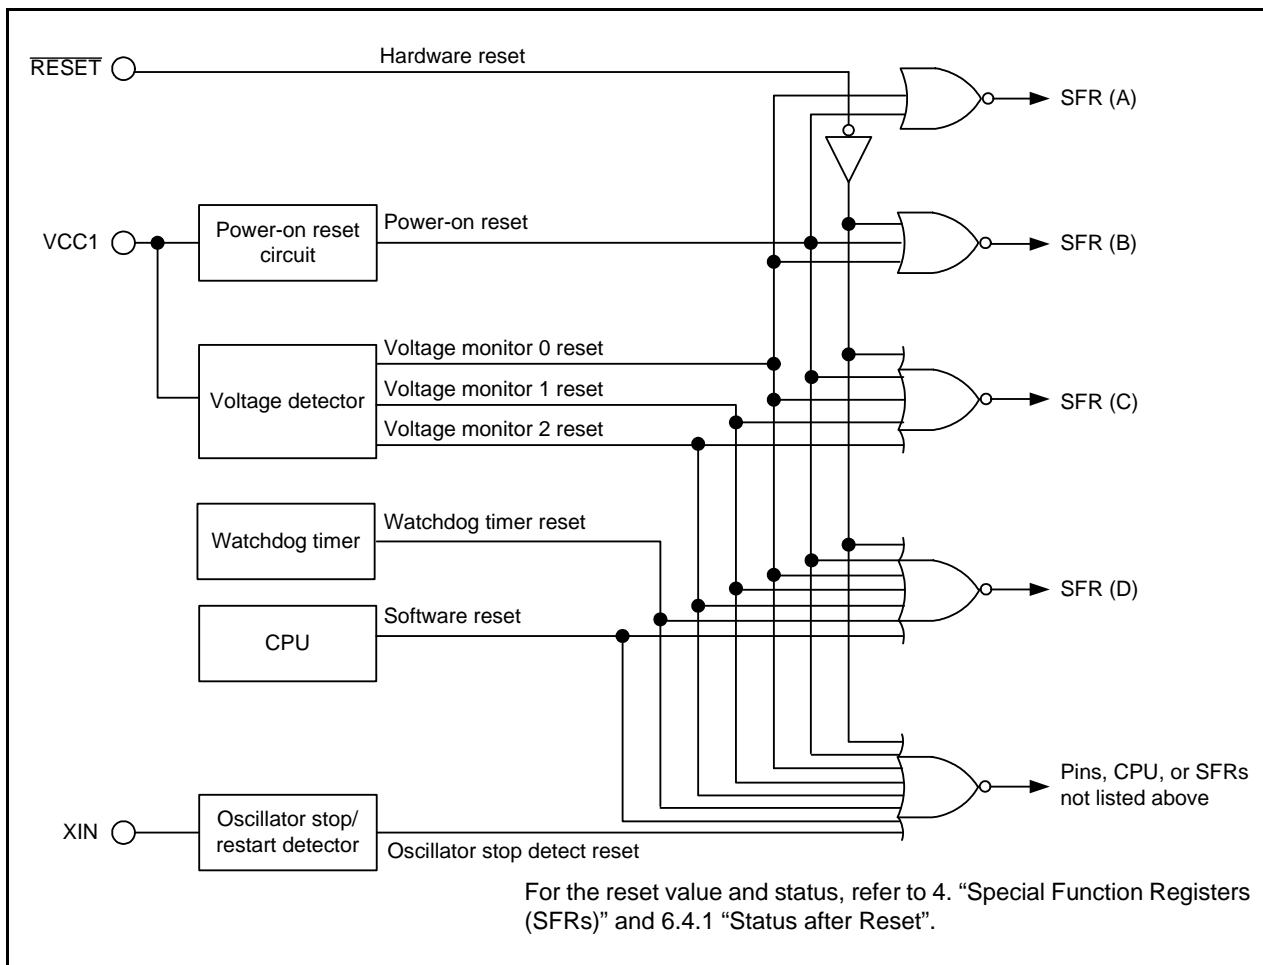 Hardware reset
RESET
SFR (A)
Power-on reset
circuit
Power-on reset
VCC1
SFR (B)
Voltage detector
Voltage monitor 0 reset
Voltage monitor 1 reset
Voltage monitor 2 reset
SFR (C)
Watchdog timer
Watchdog timer reset
CPU
Software reset
SFR (D)
Pins, CPU, or SFRs
not listed above
XIN
Oscillator stop/
restart detector
Oscillator stop detect reset
For the reset value and status, refer to 4. “Special Function Registers
(SFRs)” and 6.4.1 “Status after Reset”.